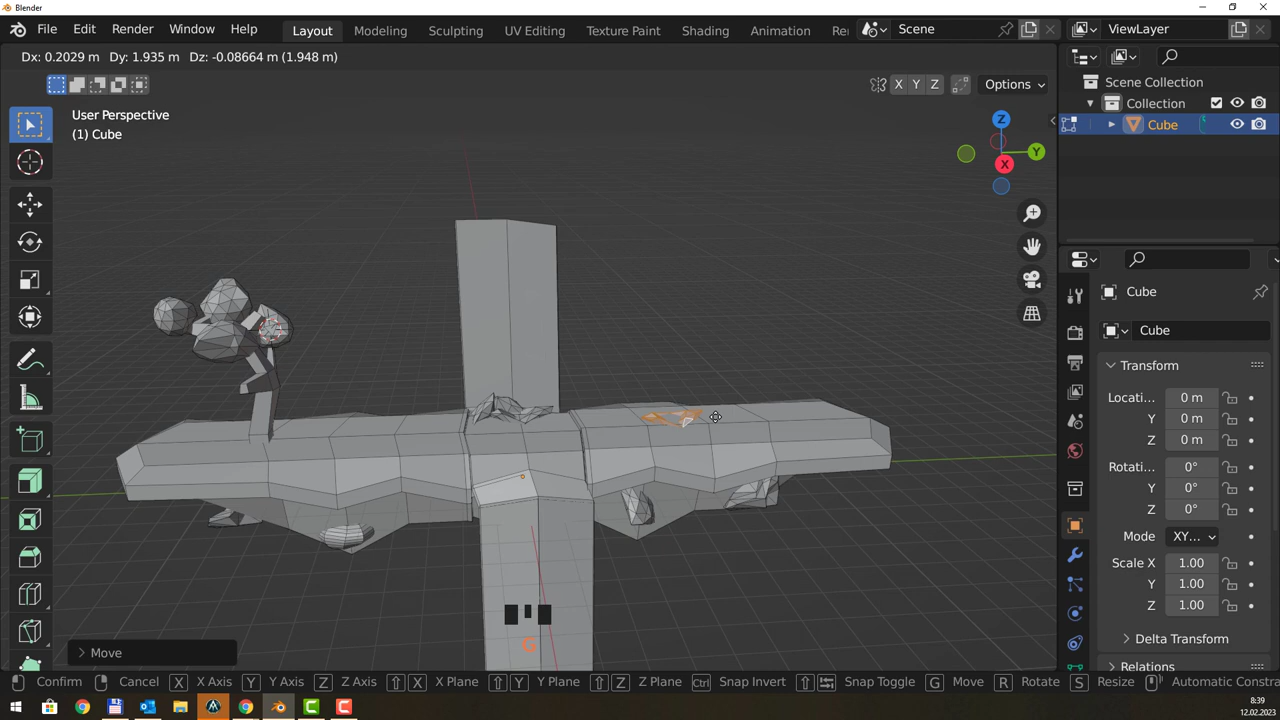 Blender
File Edit Render Window Help Layout Modeling Sculpting UV Editing Texture Paint Shading Animation Re Scene ViewLayer
Dx: 0.2029 m Dy: 1.935 m Dz: -0.08664 m (1.948 m)
X Y Z Options
User Perspective
(1) Cube
Z
Y
X
Scene Collection
Collection
Cube
Cube
Cube
Transform
Locati... 0 m
Y 0 m
Z 0 m
Rotati... 0°
Y 0°
Z 0°
Mode XY...
Scale X 1.00
Y 1.00
Z 1.00
Delta Transform
Relations
G
Move
Confirm Cancel X X Axis Y Y Axis Z Z Axis X X Plane Y Y Plane Z Z Plane Ctrl Snap Invert Snap Toggle G Move R Rotate S Resize Automatic Constra
8:39
12.02.2023